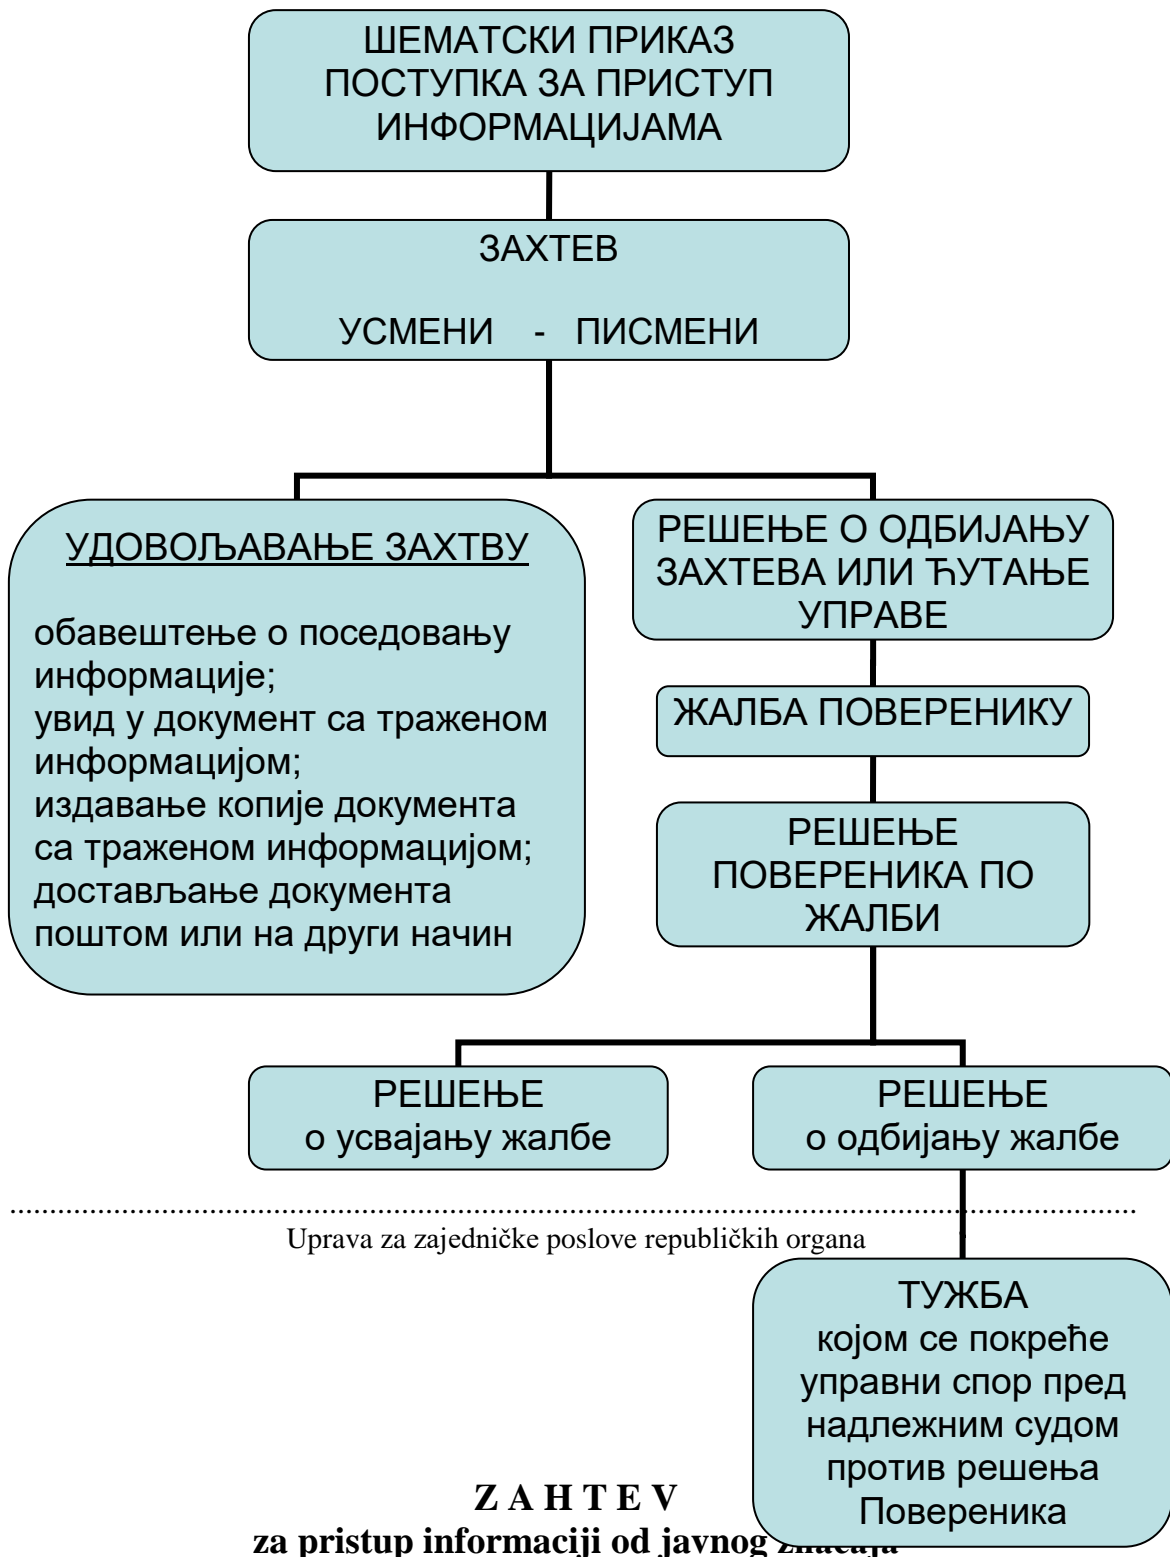 ШЕМАТСКИ ПРИКАЗ
ПОСТУПКА ЗА ПРИСТУП
ИНФОРМАЦИЈАМА
ЗАХТЕВ
УСМЕНИ - ПИСМЕНИ
УДОВОЉАВАЊЕ ЗАХТВУ
обавештење о поседовању
информације;
увид у документ са траженом
информацијом;
издавање копије документа
са траженом информацијом;
достављање документа
поштом или на други начин
РЕШЕЊЕ О ОДБИЈАЊУ
ЗАХТЕВА ИЛИ ЋУТАЊЕ
УПРАВЕ
ЖАЛБА ПОВЕРЕНИКУ
РЕШЕЊЕ
ПОВЕРЕНИКА ПО
ЖАЛБИ
РЕШЕЊЕ
о усвајању жалбе
РЕШЕЊЕ
о одбијању жалбе
Uprava za zajedničke poslove republičkih organa
ТУЖБА
којом се покреће
управни спор пред
надлежним судом
против решења
Повереника
Z A H T E V
za pristup informaciji od javnog značaja